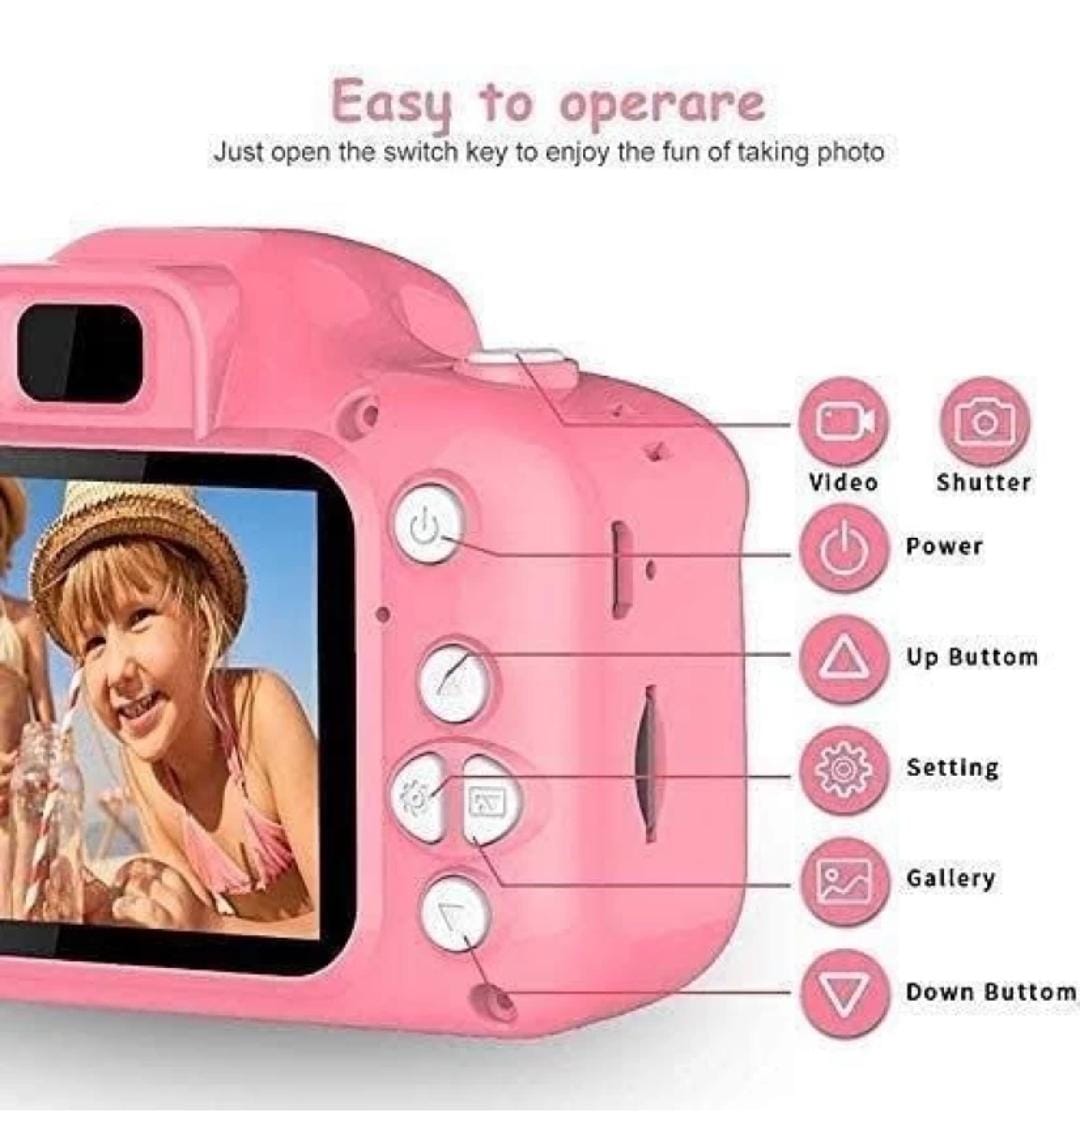 Easy to operare
Just open the switch key to enjoy the fun of taking photo
Video
Shutter
Power
Up Buttom
Setting
Gallery
Down Buttom